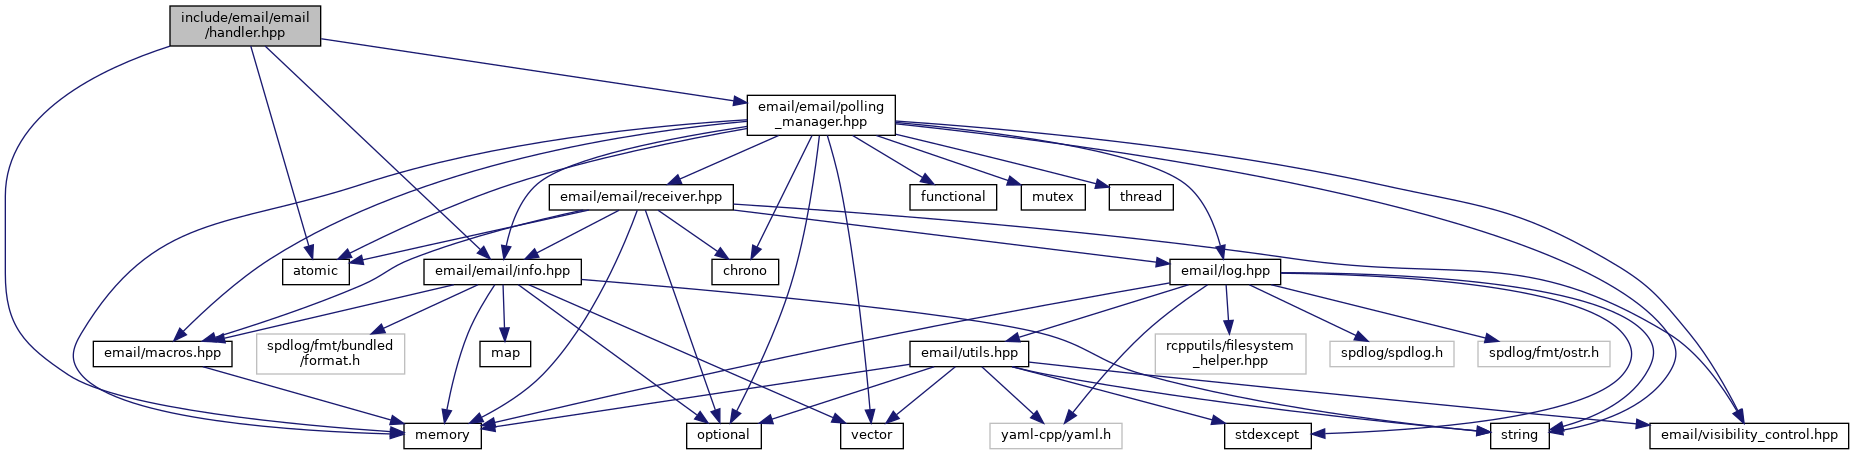 include/email/email
/handler.hpp
email/email/polling
_manager.hpp
email/email/receiver.hpp
functional
mutex
thread
atomic
email/email/info.hpp
chrono
email/log.hpp
email/macros.hpp
spdlog/fmt/bundled
/format.h
map
email/utils.hpp
rcpputils/filesystem
_helper.hpp
spdlog/spdlog.h
spdlog/fmt/ostr.h
memory
optional
vector
yaml-cpp/yaml.h
stdexcept
string
email/visibility_control.hpp